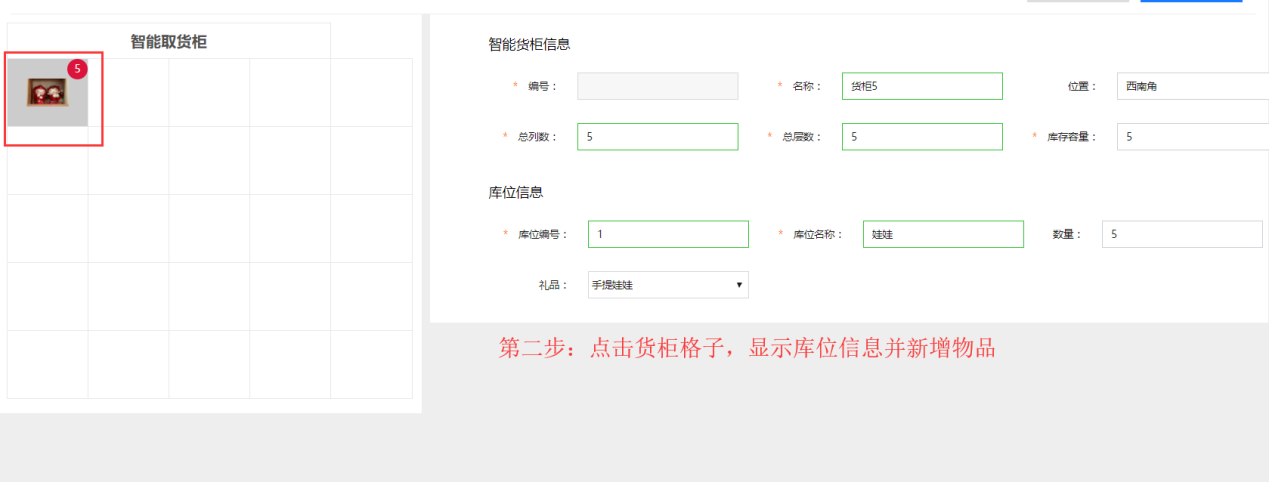 智能取货柜
5
智能货柜信息
* 编号：
* 名称： 货柜5
位置： 西南角
* 总列数： 5
* 总层数： 5
* 库存容量： 5
库位信息
* 库位编号： 1
* 库位名称： 娃娃
数量： 5
礼品： 手提娃娃
第二步：点击货柜格子，显示库位信息并新增物品